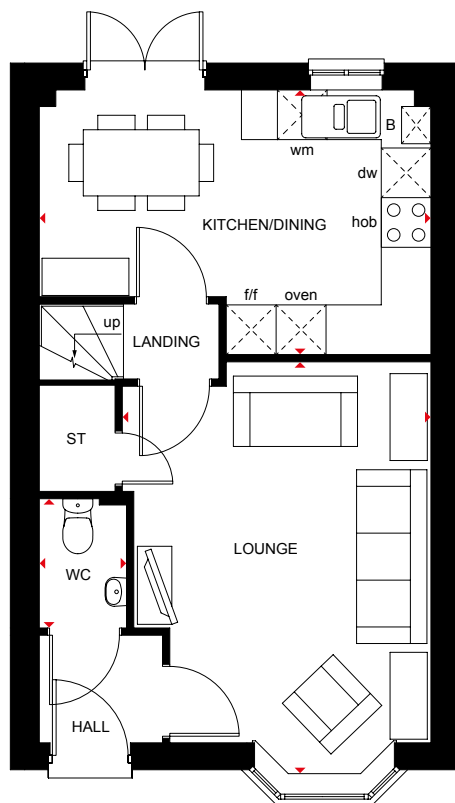 B
wm
dw
KITCHEN/DINING
hob
f/f
oven
up
LANDING
ST
LOUNGE
WC
HALL